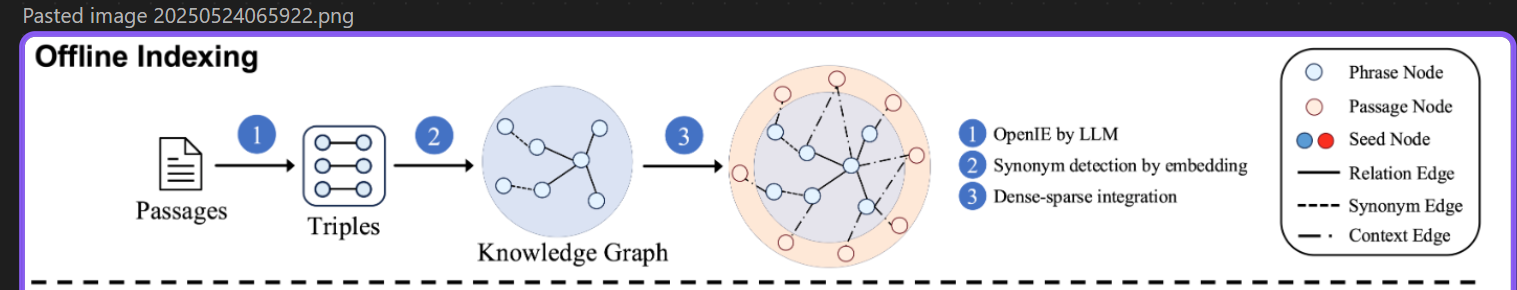 Pasted image 20250524065922.png
Offline Indexing
1
2
3
Passages
Triples
Knowledge Graph
1 OpenIE by LLM
2 Synonym detection by embedding
3 Dense-sparse integration
Phrase Node
Passage Node
Seed Node
Relation Edge
Synonym Edge
Context Edge